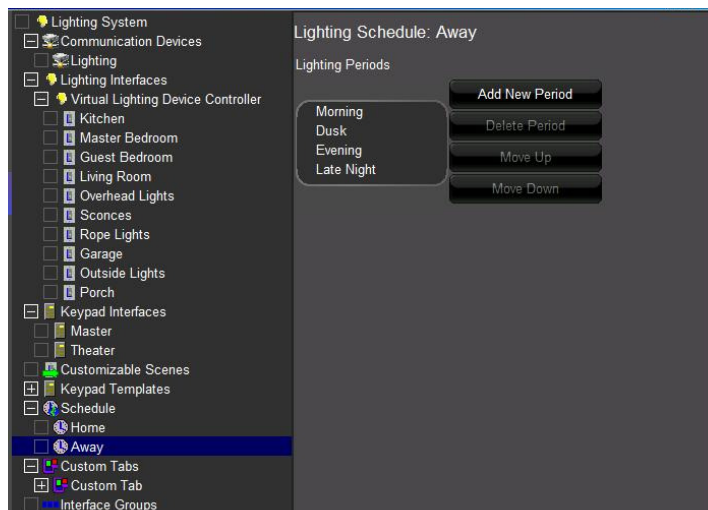 Lighting System
Communication Devices
Lighting
Lighting Interfaces
Virtual Lighting Device Controller
Kitchen
Master Bedroom
Guest Bedroom
Living Room
Overhead Lights
Sconces
Rope Lights
Garage
Outside Lights
Porch
Keypad Interfaces
Master
Theater
Customizable Scenes
Keypad Templates
Schedule
Home
Away
Custom Tabs
Custom Tab
Interface Groups
Lighting Schedule: Away
Lighting Periods
Morning
Dusk
Evening
Late Night
Add New Period
Delete Period
Move Up
Move Down